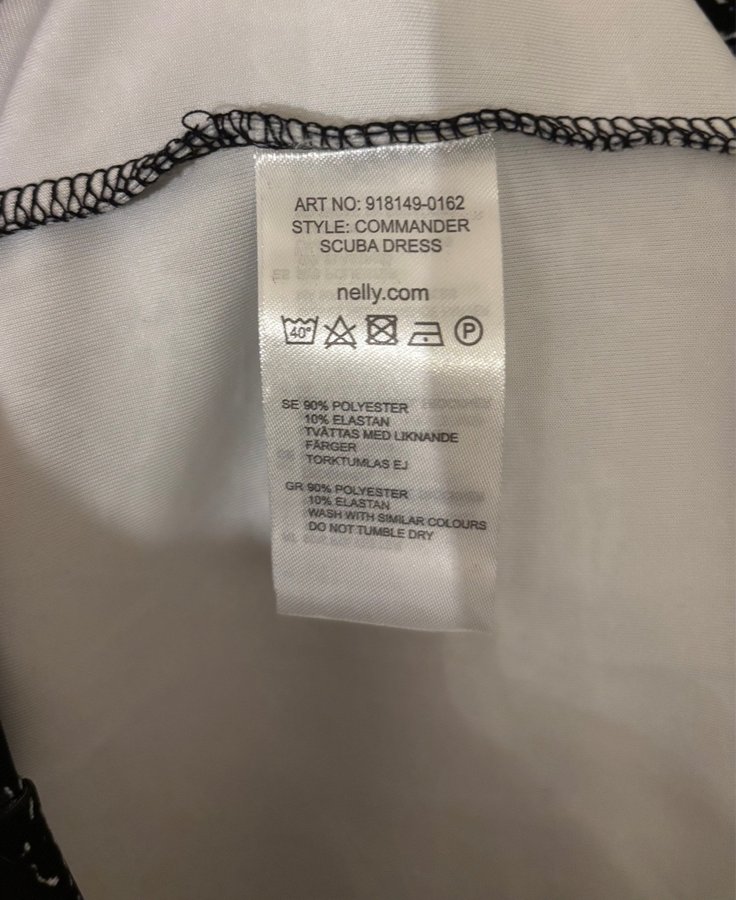 ART NO: 918149-0162
STYLE: COMMANDER
SCUBA DRESS
nelly.com
40°
P
SE 90% POLYESTER
10% ELASTAN
TVÄTTAS MED LIKNANDE
FÄRGER
TORKTUMLAS EJ
GR 90% POLYESTER
10% ELASTAN
WASH WITH SIMILAR COLOURS
DO NOT TUMBLE DRY